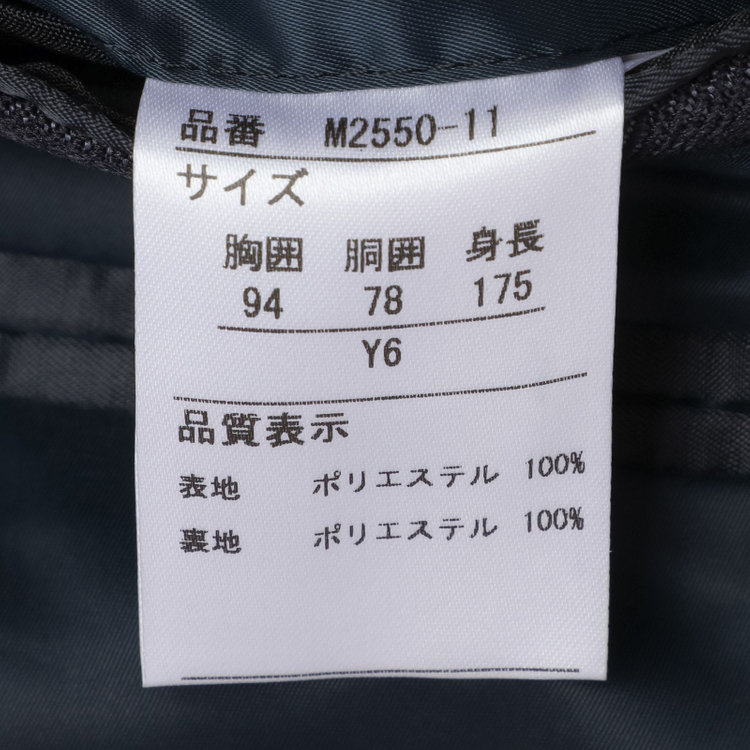 品番 M2550-11
サイズ
胸囲 胴囲 身長
94 78 175
Y6
品質表示
表地 ポリエステル 100%
裏地 ポリエステル 100%